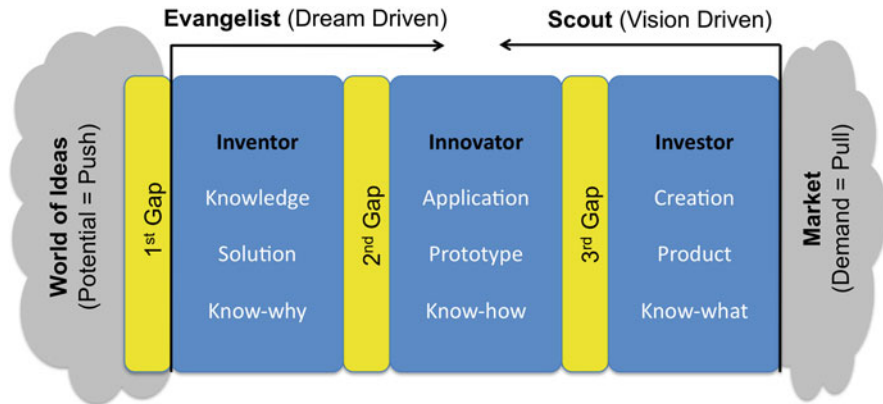 Evangelist (Dream Driven)
Scout (Vision Driven)
World of Ideas
(Potential = Push)
1st Gap
Inventor
Knowledge
Solution
Know-why
2nd Gap
Innovator
Application
Prototype
Know-how
3rd Gap
Investor
Creation
Product
Know-what
Market
(Demand = Pull)